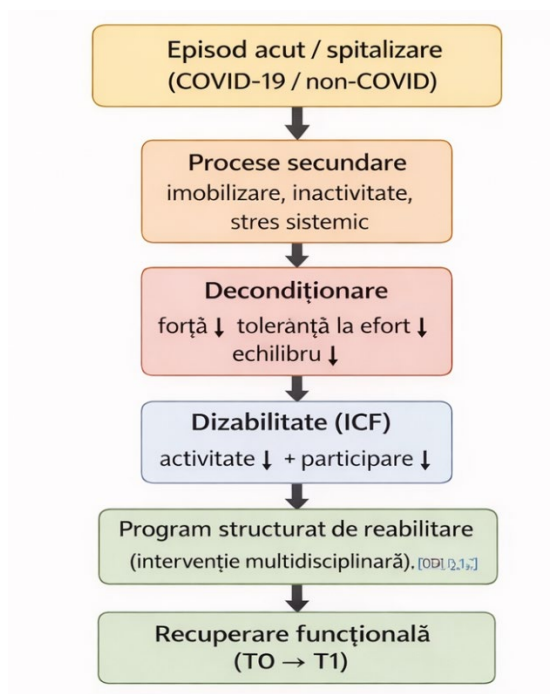 Episod acut / spitalizare
(COVID-19 / non-COVID)
Procese secundare
imobilizare, inactivitate,
stres sistemic
Decondiționare
forță ↓ toleranță la efort ↓
echilibru ↓
Dizabilitate (ICF)
activitate ↓ + participare ↓
Program structurat de reabilitare
(intervenție multidisciplinară).
Recuperare funcțională
(T0 → T1)